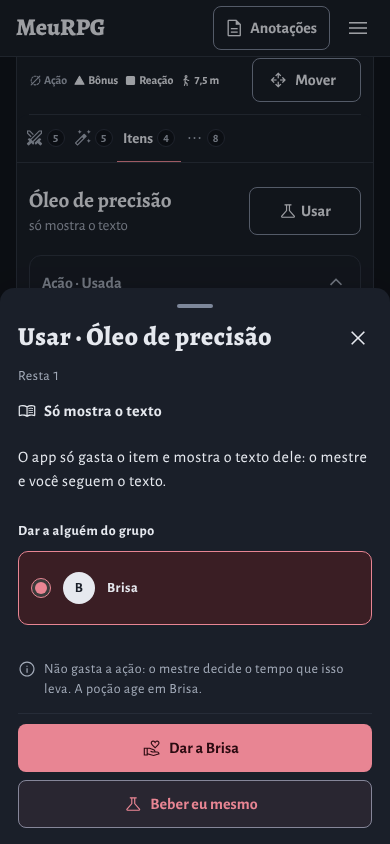 MeuRPG
Anotações
Ação Bônus Reação 7,5 m
Mover
5 5 Itens 4 ··· 8
Óleo de precisão
só mostra o texto
Usar
Ação · Usada
Usar · Óleo de precisão
Resta 1
Só mostra o texto
O app só gasta o item e mostra o texto dele: o mestre
e você seguem o texto.
Dar a alguém do grupo
B Brisa
Não gasta a ação: o mestre decide o tempo que isso
leva. A poção age em Brisa.
Dar a Brisa
Beber eu mesmo